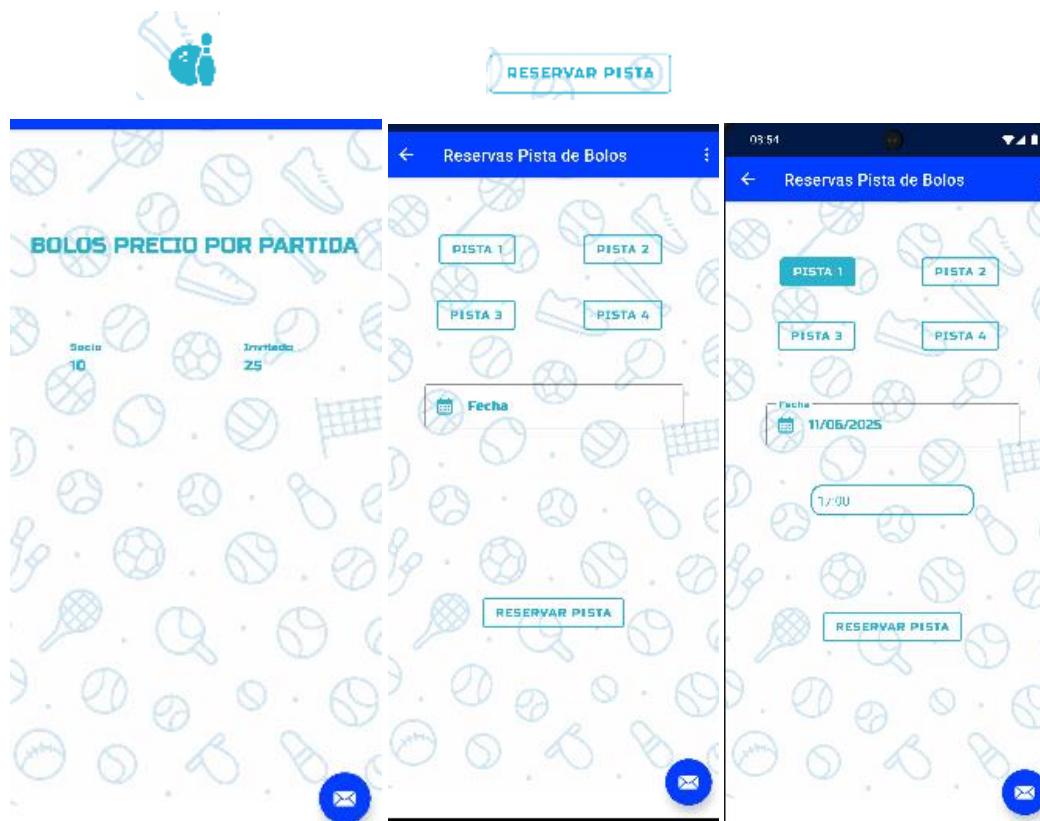 RESERVAR PISTA
BOLOS PRECIO POR PARTIDA
Socio
Invitado
10
25
Reservas Pista de Bolos
PISTA 1
PISTA 2
PISTA 3
PISTA 4
Fecha
RESERVAR PISTA
03:54
Reservas Pista de Bolos
PISTA 1
PISTA 2
PISTA 3
PISTA 4
Fecha
11/06/2025
17:00
RESERVAR PISTA